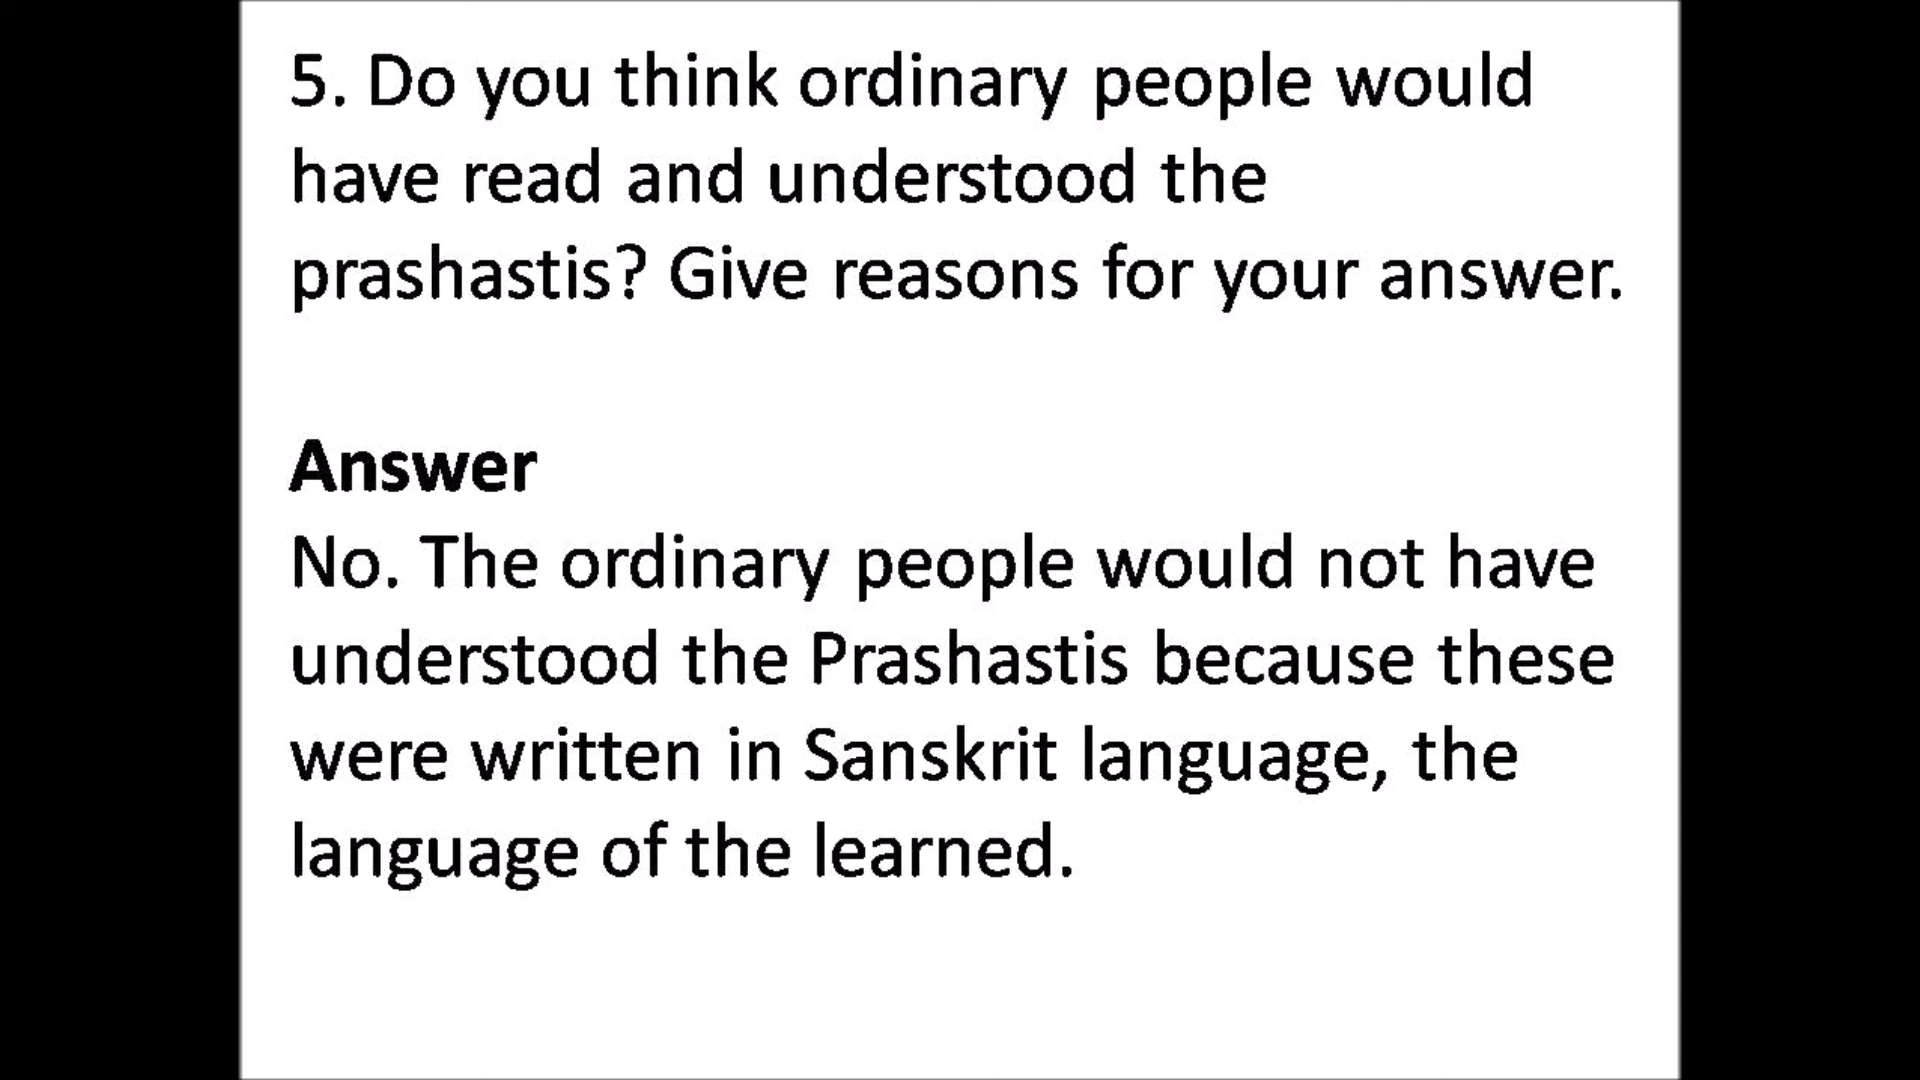 5. Do you think ordinary people would
have read and understood the
prashastis? Give reasons for your answer.
Answer
No. The ordinary people would not have
understood the Prashastis because these
were written in Sanskrit language, the
language of the learned.